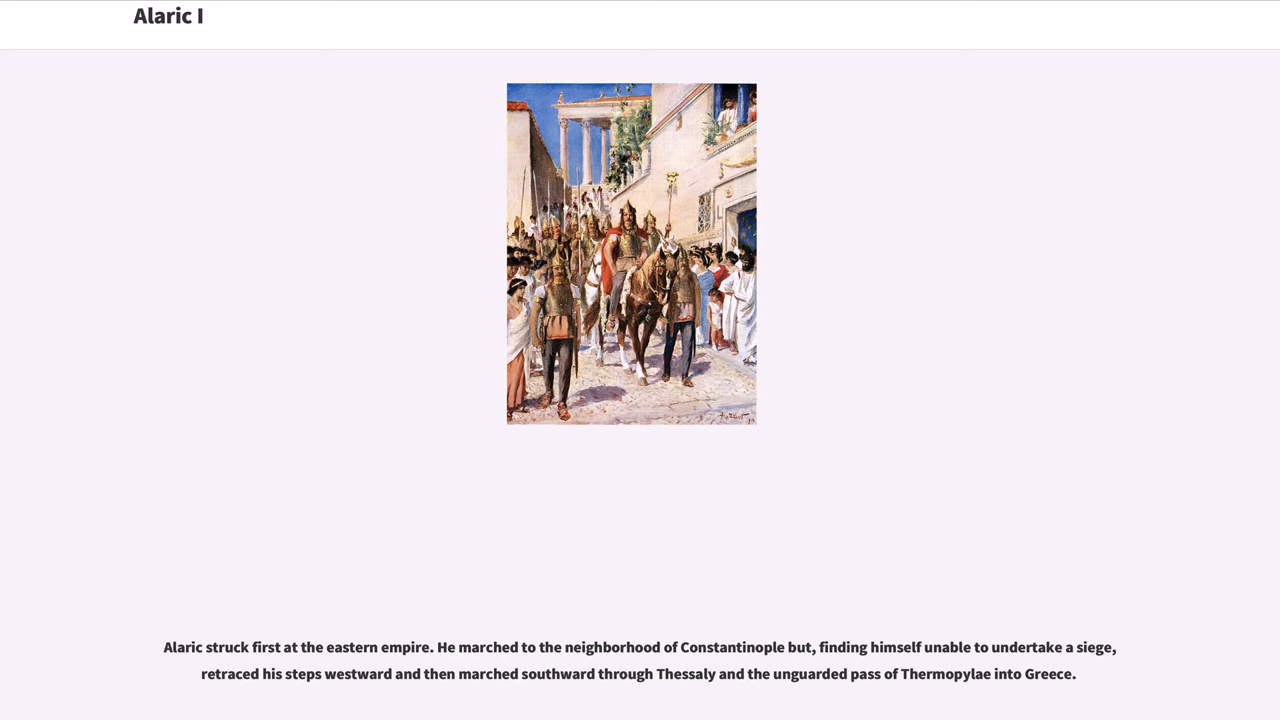 Alaric I
Alaric struck first at the eastern empire. He marched to the neighborhood of Constantinople but, finding himself unable to undertake a siege,
retraced his steps westward and then marched southward through Thessaly and the unguarded pass of Thermopylae into Greece.